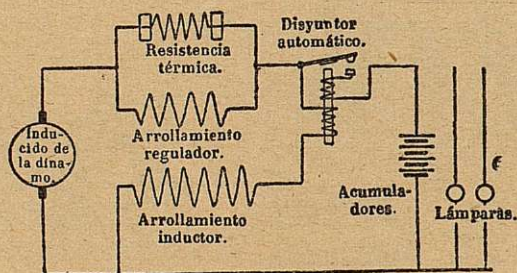 Disyuntor
automático.
Resistencia
térmica.
Indu-
cido de
la dína-
mo.
Arrollamiento
regulador.
Acumula-
dores.
Lámparas.
Arrollamiento
inductor.